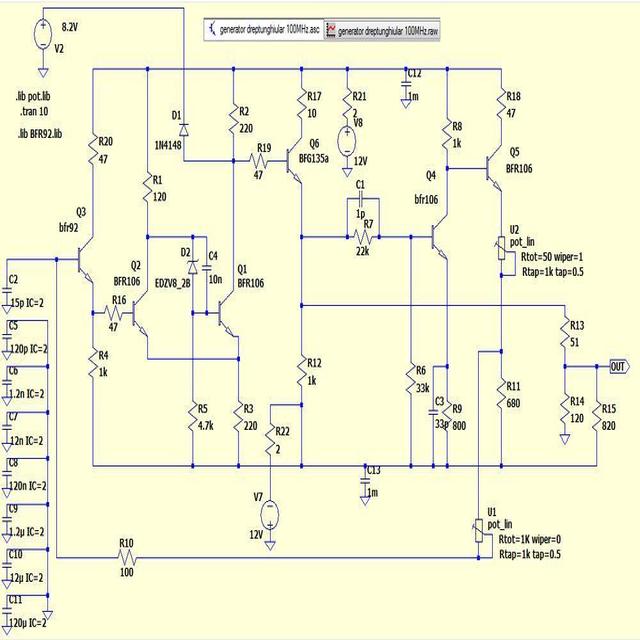 generator dreptunghiular 100MHz.asc
generator dreptunghiular 100MHz.raw
8.2V
V2
.lib pot.lib
.tran 10
.lib BFR92.lib
D1
1N4148
R2
220
R17
10
R21
2
V8
12V
C12
1m
R18
47
R20
47
R1
120
R19
47
Q6
BFG135a
R8
1k
Q5
BFR106
Q4
bfr106
C1
1p
R7
22k
U2
pot_lin
Rtot=50 wiper=1
Rtap=1k tap=0.5
Q3
bfr92
Q2
BFR106
D2
EDZV8_2B
C4
10n
Q1
BFR106
C2
15p IC=2
R16
47
C5
120p IC=2
R4
1k
R12
1k
R13
51
OUT
C6
1.2n IC=2
R6
33k
C3
33p
R9
800
R11
680
R14
120
R15
820
C7
12n IC=2
R5
4.7k
R3
220
R22
2
C8
120n IC=2
C13
1m
C9
1.2µ IC=2
V7
12V
U1
pot_lin
Rtot=1K wiper=0
Rtap=1k tap=0.5
R10
100
C10
12µ IC=2
C11
120µ IC=2